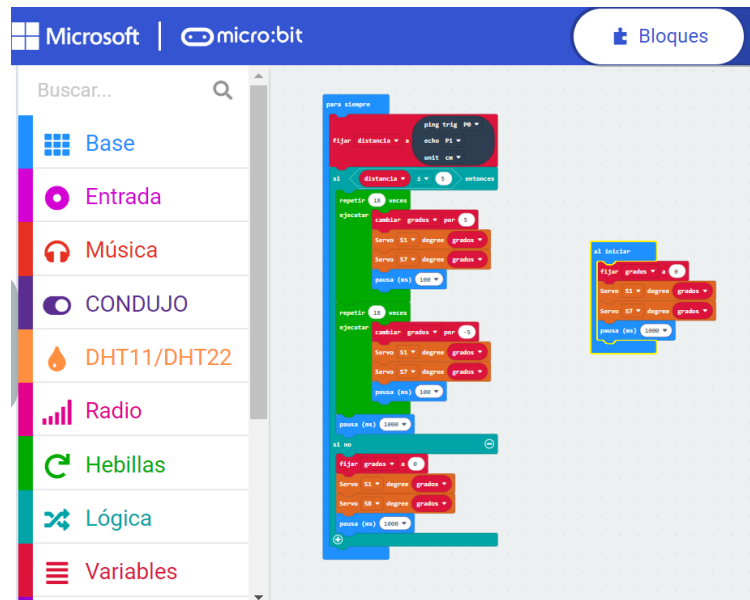 Microsoft | micro:bit
Bloques
Buscar...
Base
Entrada
Música
CONDUJO
DHT11/DHT22
Radio
Hebillas
Lógica
Variables
para siempre
fijar distancia a
ping trig P0
echo P1
unit cm
si distancia ≤ 5 entonces
repetir 18 veces
ejecutar cambiar grados por 5
Servo S1 degree grados
Servo S7 degree grados
pausa (ms) 100
repetir 18 veces
ejecutar cambiar grados por -5
Servo S1 degree grados
Servo S7 degree grados
pausa (ms) 100
pausa (ms) 1000
si no
fijar grados a 0
Servo S1 degree grados
Servo S8 degree grados
pausa (ms) 1000
al iniciar
fijar grados a 0
Servo S1 degree grados
Servo S7 degree grados
pausa (ms) 1000